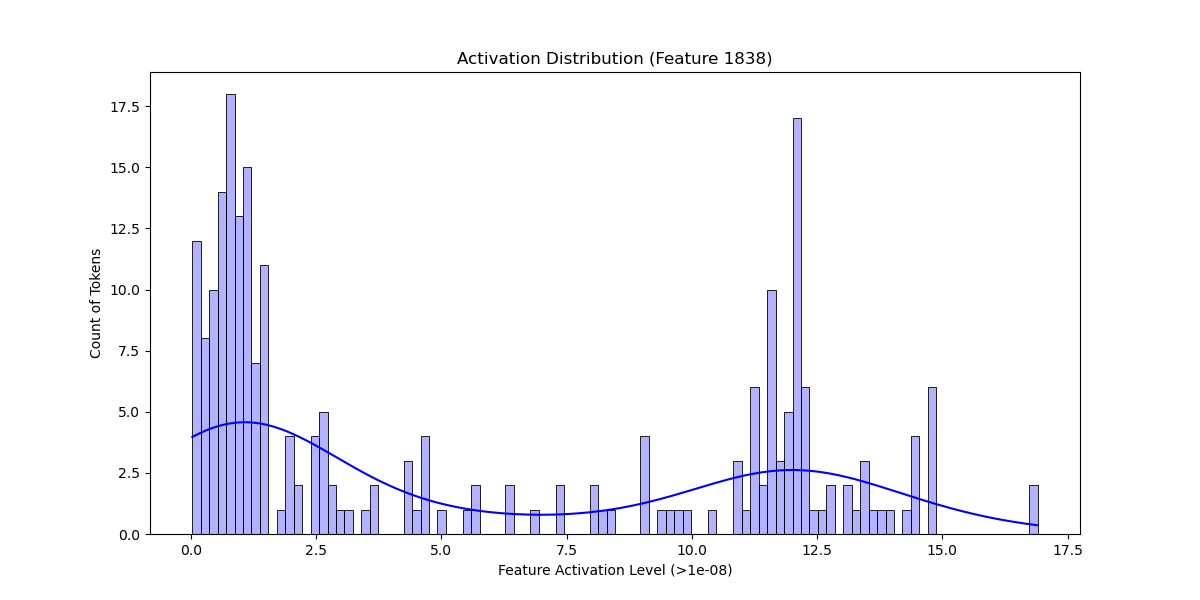 Activation Distribution (Feature 1838)
17.5
15.0
12.5
10.0
7.5
5.0
2.5
0.0
Count of Tokens
0.0 2.5 5.0 7.5 10.0 12.5 15.0 17.5
Feature Activation Level (>1e-08)